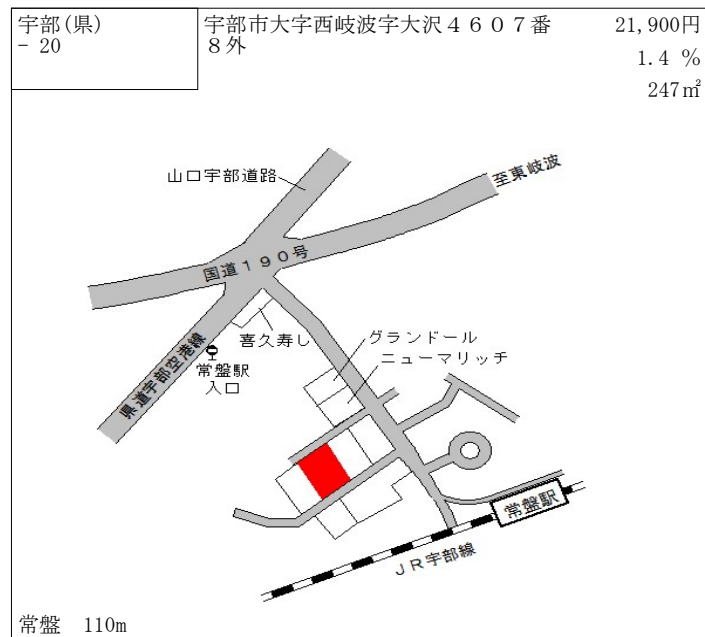 宇部(県)
- 20
宇部市大字西岐波字大沢４６０７番
８外
21,900円
1.4 %
247㎡
山口宇部道路
至東岐波
国道１９０号
喜久寿し
県道宇部空港線
常盤駅
入口
グランドール
ニューマリッチ
常盤駅
ＪＲ宇部線
常盤 110m